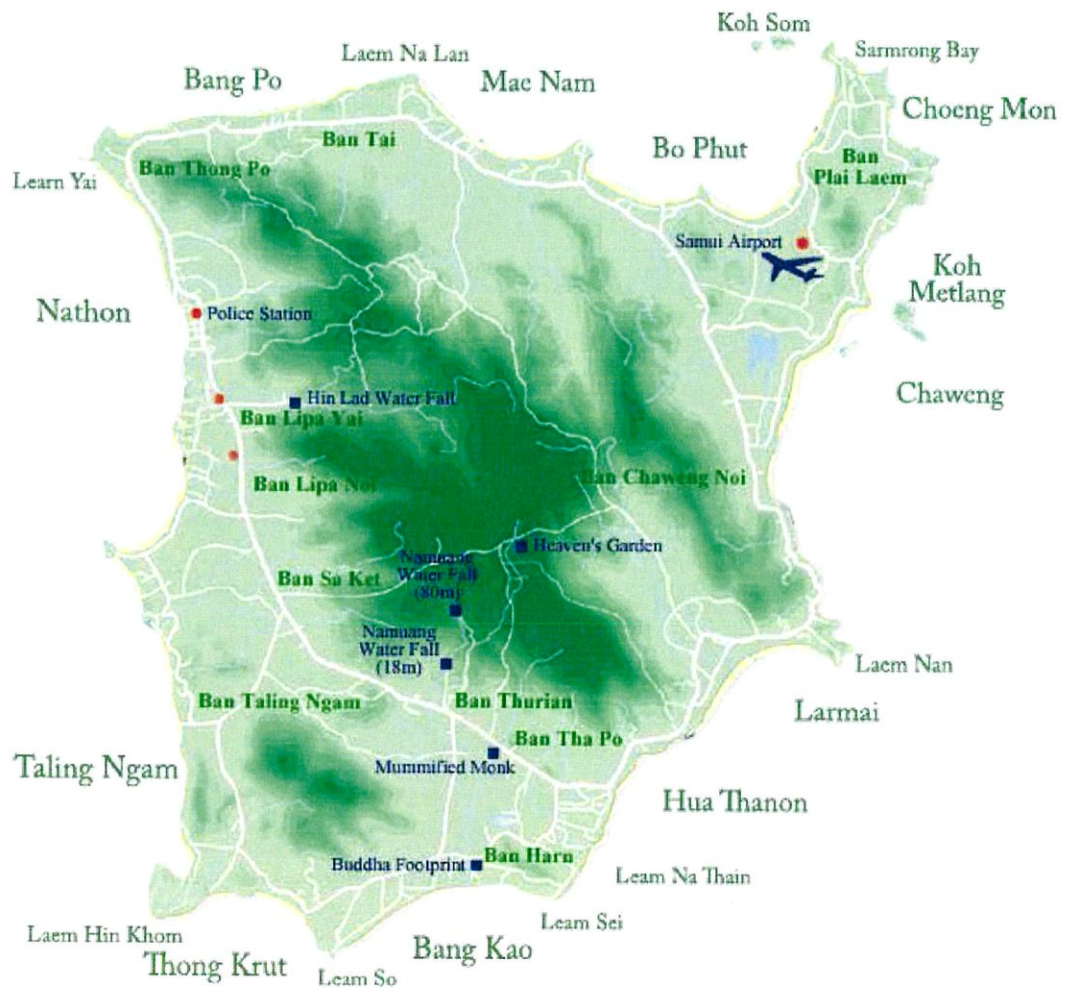 Koh Som
Laem Na Lan
Sarmrong Bay
Bang Po
Mae Nam
Choeng Mon
Ban Tai
Bo Phut
Ban
Plai Laem
Ban Thong Po
Learn Yai
Samui Airport
Koh
Metlang
Nathon
Police Station
Chaweng
Hin Lad Water Fall
Ban Lipa Yai
Ban Lipa Noi
Ban Chaweng Noi
Heaven's Garden
Namuang
Water Fall
(80m)
Ban Sa Ket
Namuang
Water Fall
(18m)
Laem Nan
Ban Taling Ngam
Ban Thurian
Larmai
Ban Tha Po
Taling Ngam
Mummified Monk
Hua Thanon
Ban Harn
Buddha Footprint
Leam Na Thain
Leam Sei
Laem Hin Khom
Bang Kao
Thong Krut
Leam So